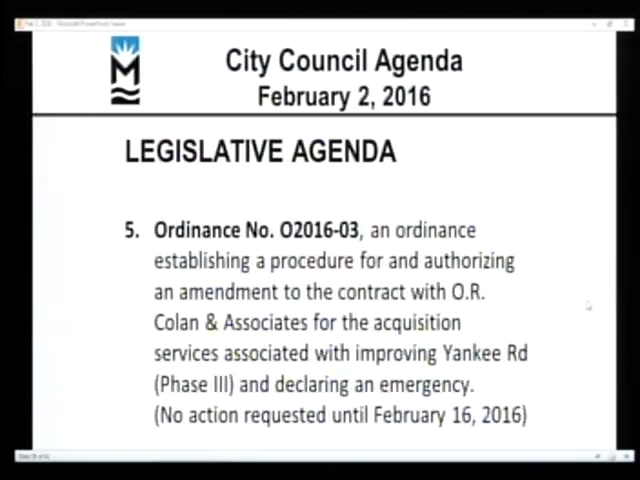 City Council Agenda
February 2, 2016
LEGISLATIVE AGENDA
5. Ordinance No. O2016-03, an ordinance
establishing a procedure for and authorizing
an amendment to the contract with O.R.
Colan & Associates for the acquisition
services associated with improving Yankee Rd
(Phase III) and declaring an emergency.
(No action requested until February 16, 2016)